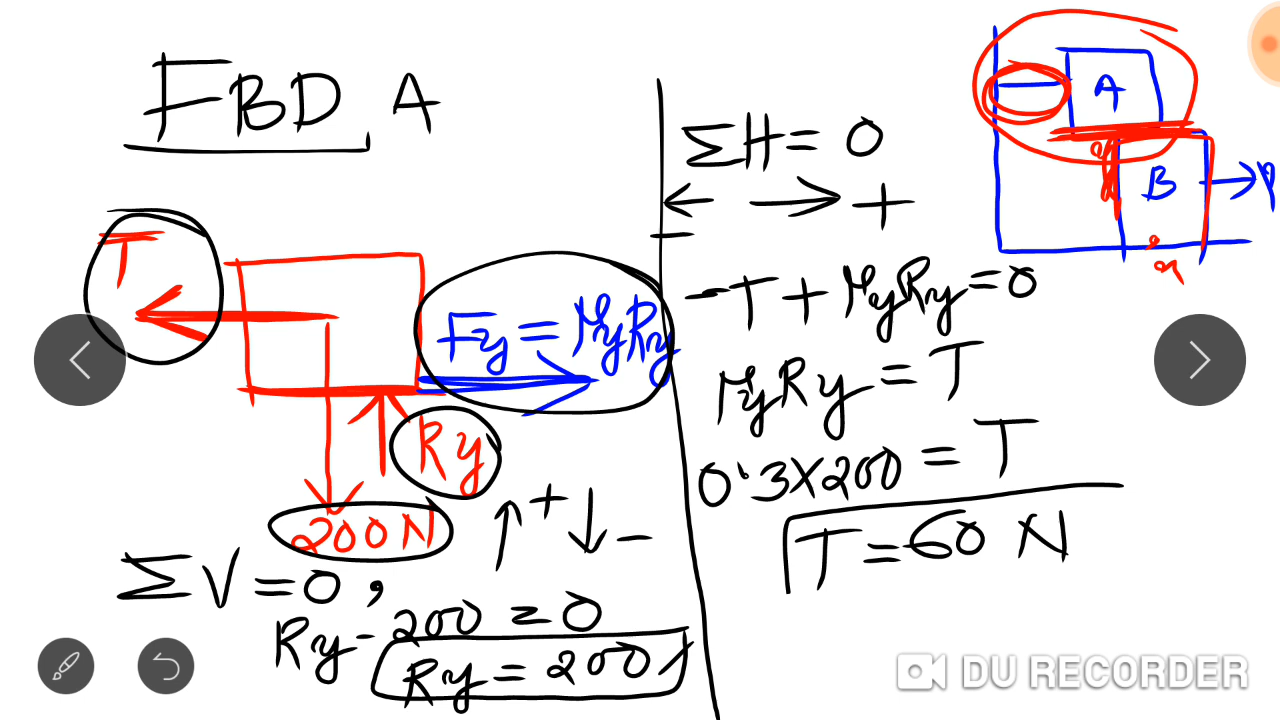 FBD A
T
Fy = μyRy
Ry
200 N
↑ + ↓ −
ΣV = 0,
Ry - 200 = 0
Ry = 200
ΣH = 0
← → +
−
-T + μyRy = 0
μyRy = T
0.3 × 200 = T
T = 60 N
A
B
P
DU RECORDER